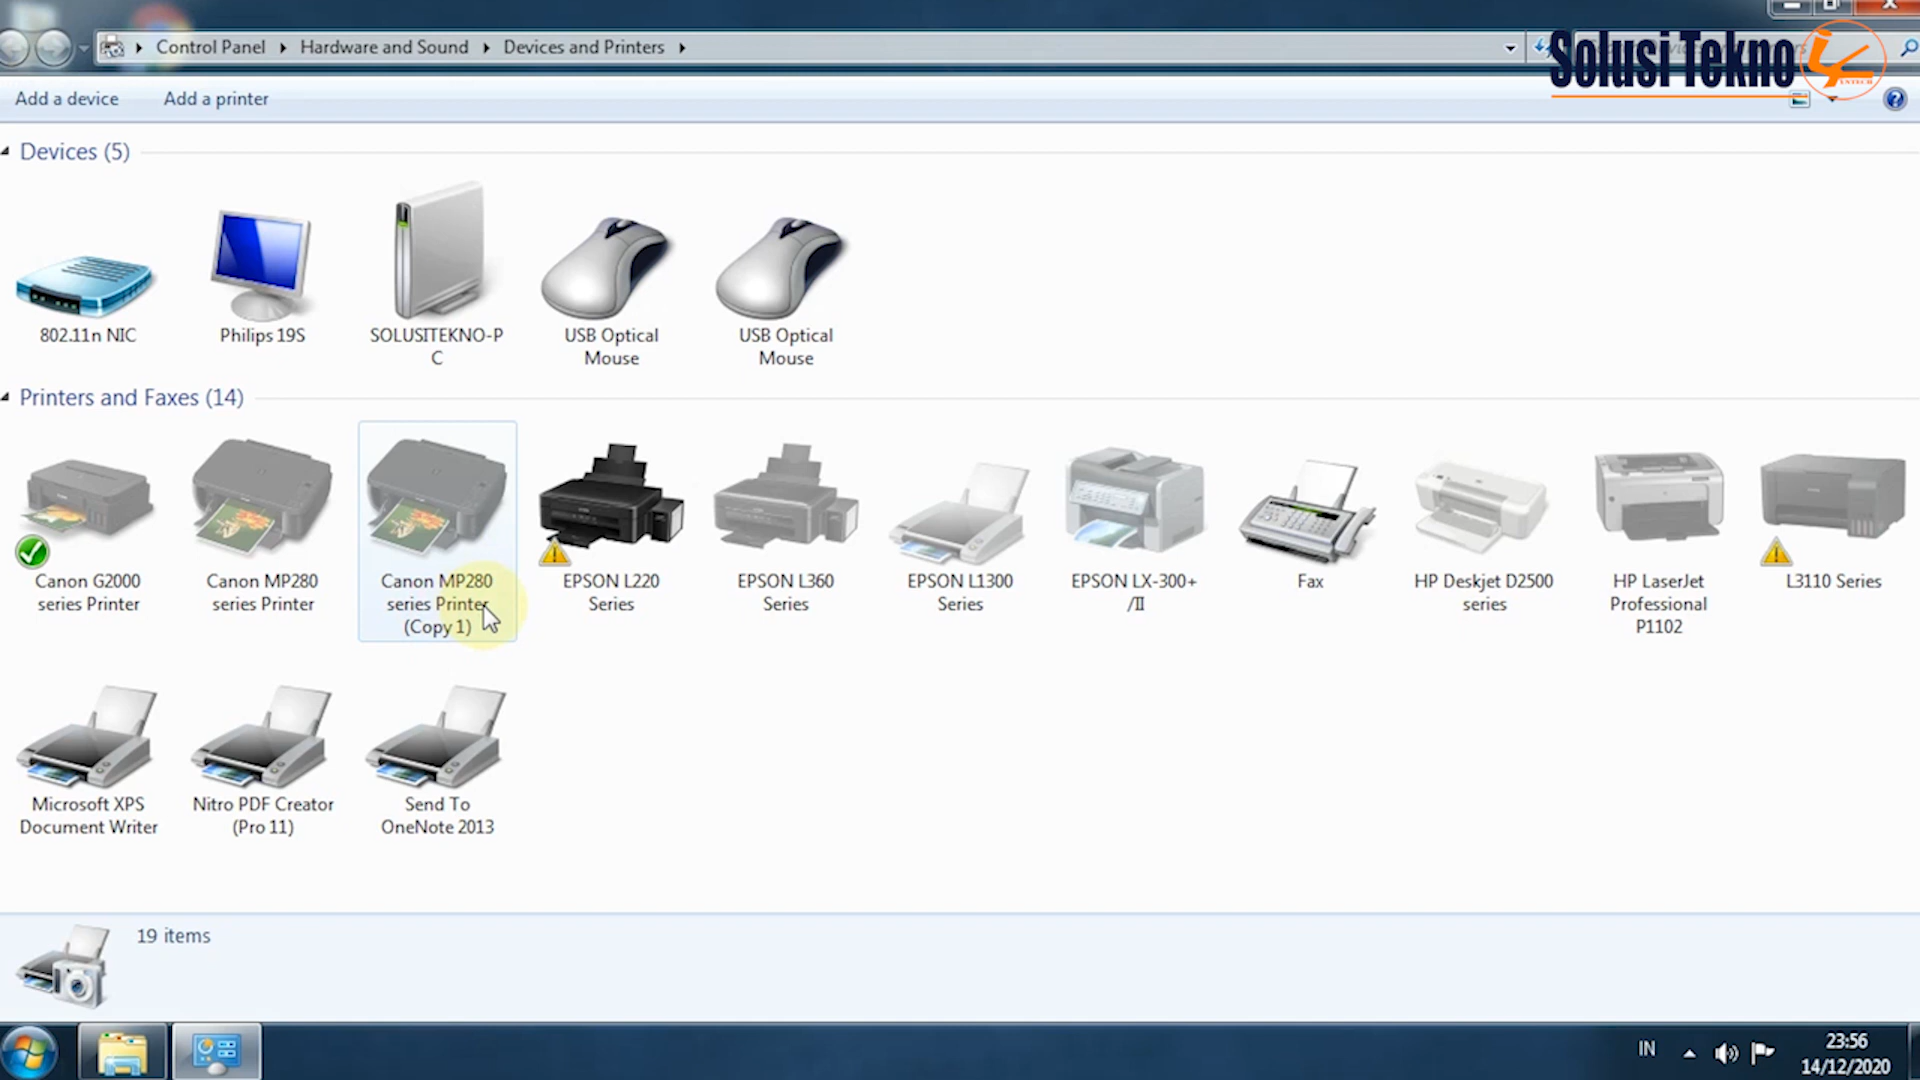 Control Panel Hardware and Sound Devices and Printers
Solusi Tekno
Add a device Add a printer
Devices (5)
802.11n NIC
Philips 19S
SOLUSITEKNO-P
C
USB Optical
Mouse
USB Optical
Mouse
Printers and Faxes (14)
Canon G2000
series Printer
Canon MP280
series Printer
Canon MP280
series Printer
(Copy 1)
EPSON L220
Series
EPSON L360
Series
EPSON L1300
Series
EPSON LX-300+
/II
Fax
HP Deskjet D2500
series
HP LaserJet
Professional
P1102
L3110 Series
Microsoft XPS
Document Writer
Nitro PDF Creator
(Pro 11)
Send To
OneNote 2013
19 items
IN
23:56
14/12/2020